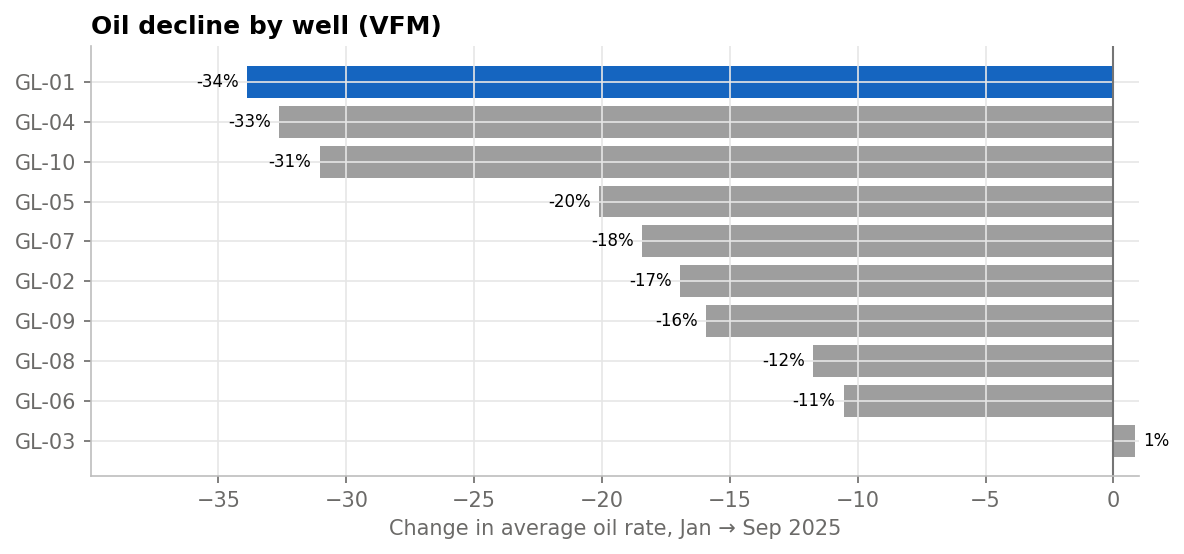 Oil decline by well (VFM)
GL-01 -34%
GL-04 -33%
GL-10 -31%
GL-05 -20%
GL-07 -18%
GL-02 -17%
GL-09 -16%
GL-08 -12%
GL-06 -11%
GL-03 1%
−35 −30 −25 −20 −15 −10 −5 0
Change in average oil rate, Jan → Sep 2025